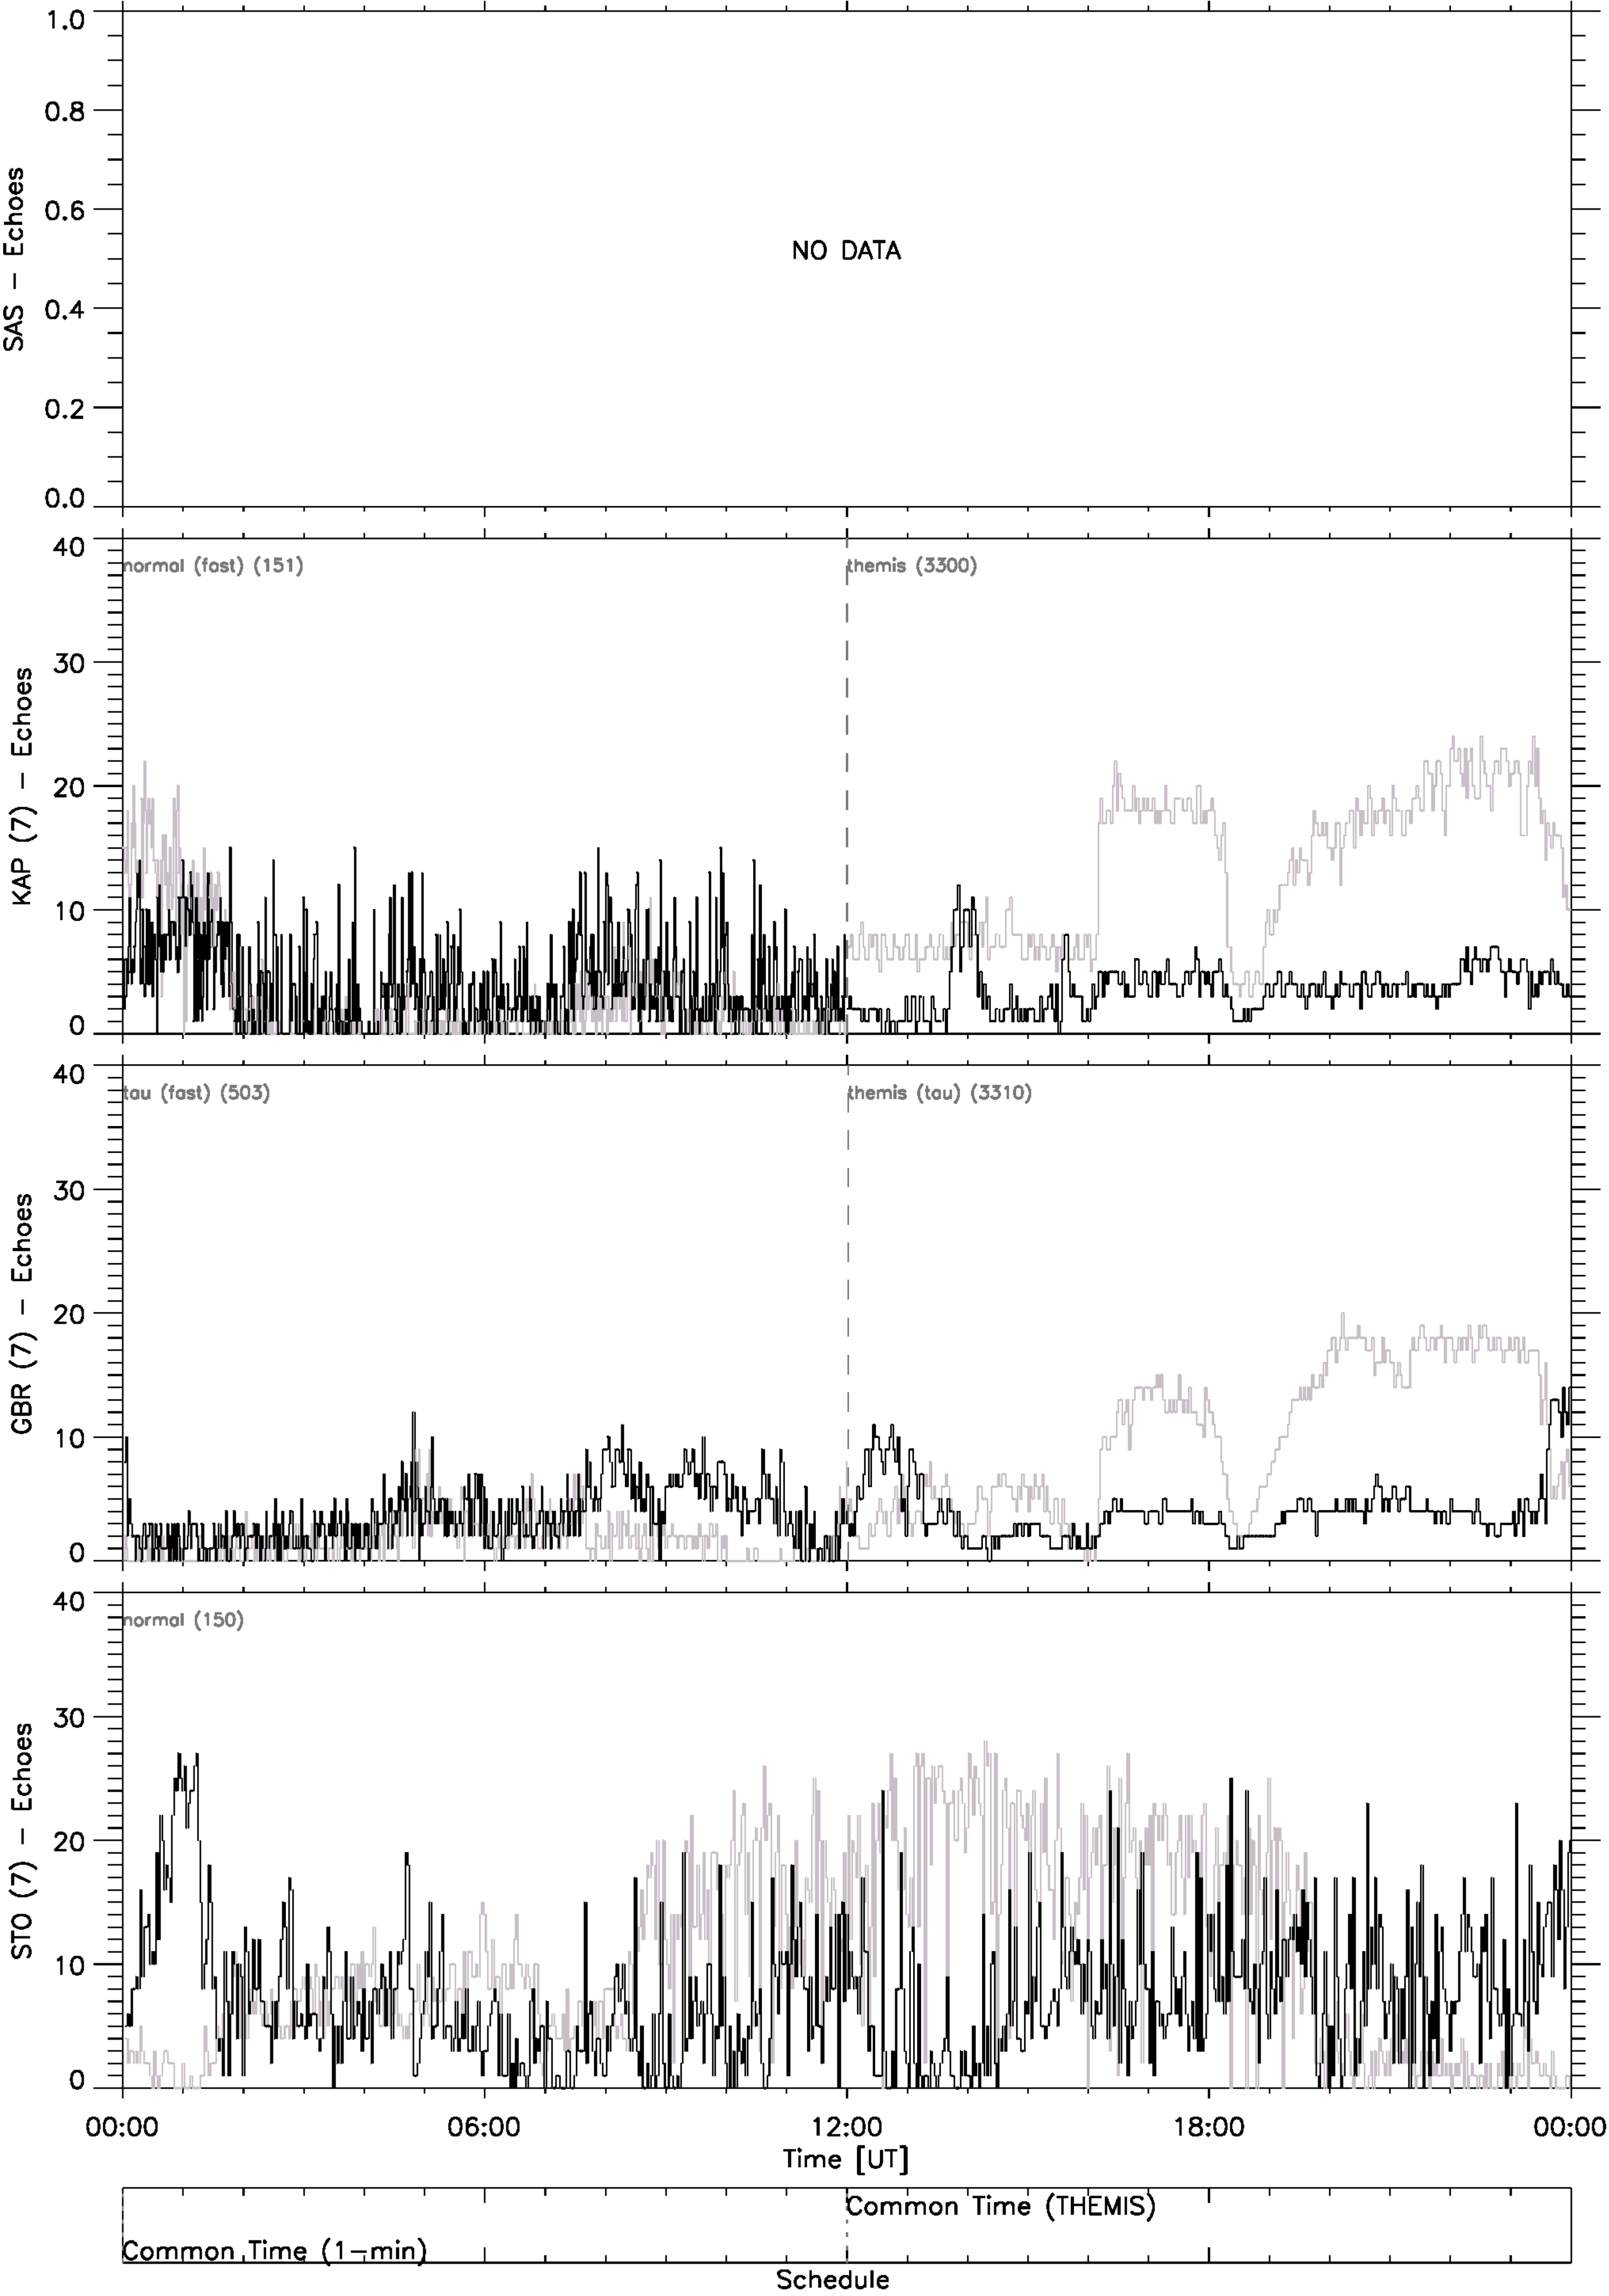 1.0
0.8
0.6
0.4
0.2
0.0
SAS – Echoes
NO DATA
40
30
20
10
0
KAP (7) – Echoes
normal (fast) (151)
themis (3300)
40
30
20
10
0
GBR (7) – Echoes
tau (fast) (503)
themis (tau) (3310)
40
30
20
10
0
STO (7) – Echoes
normal (150)
00:00 06:00 12:00 18:00 00:00
Time [UT]
Common Time (THEMIS)
Common Time (1–min)
Schedule